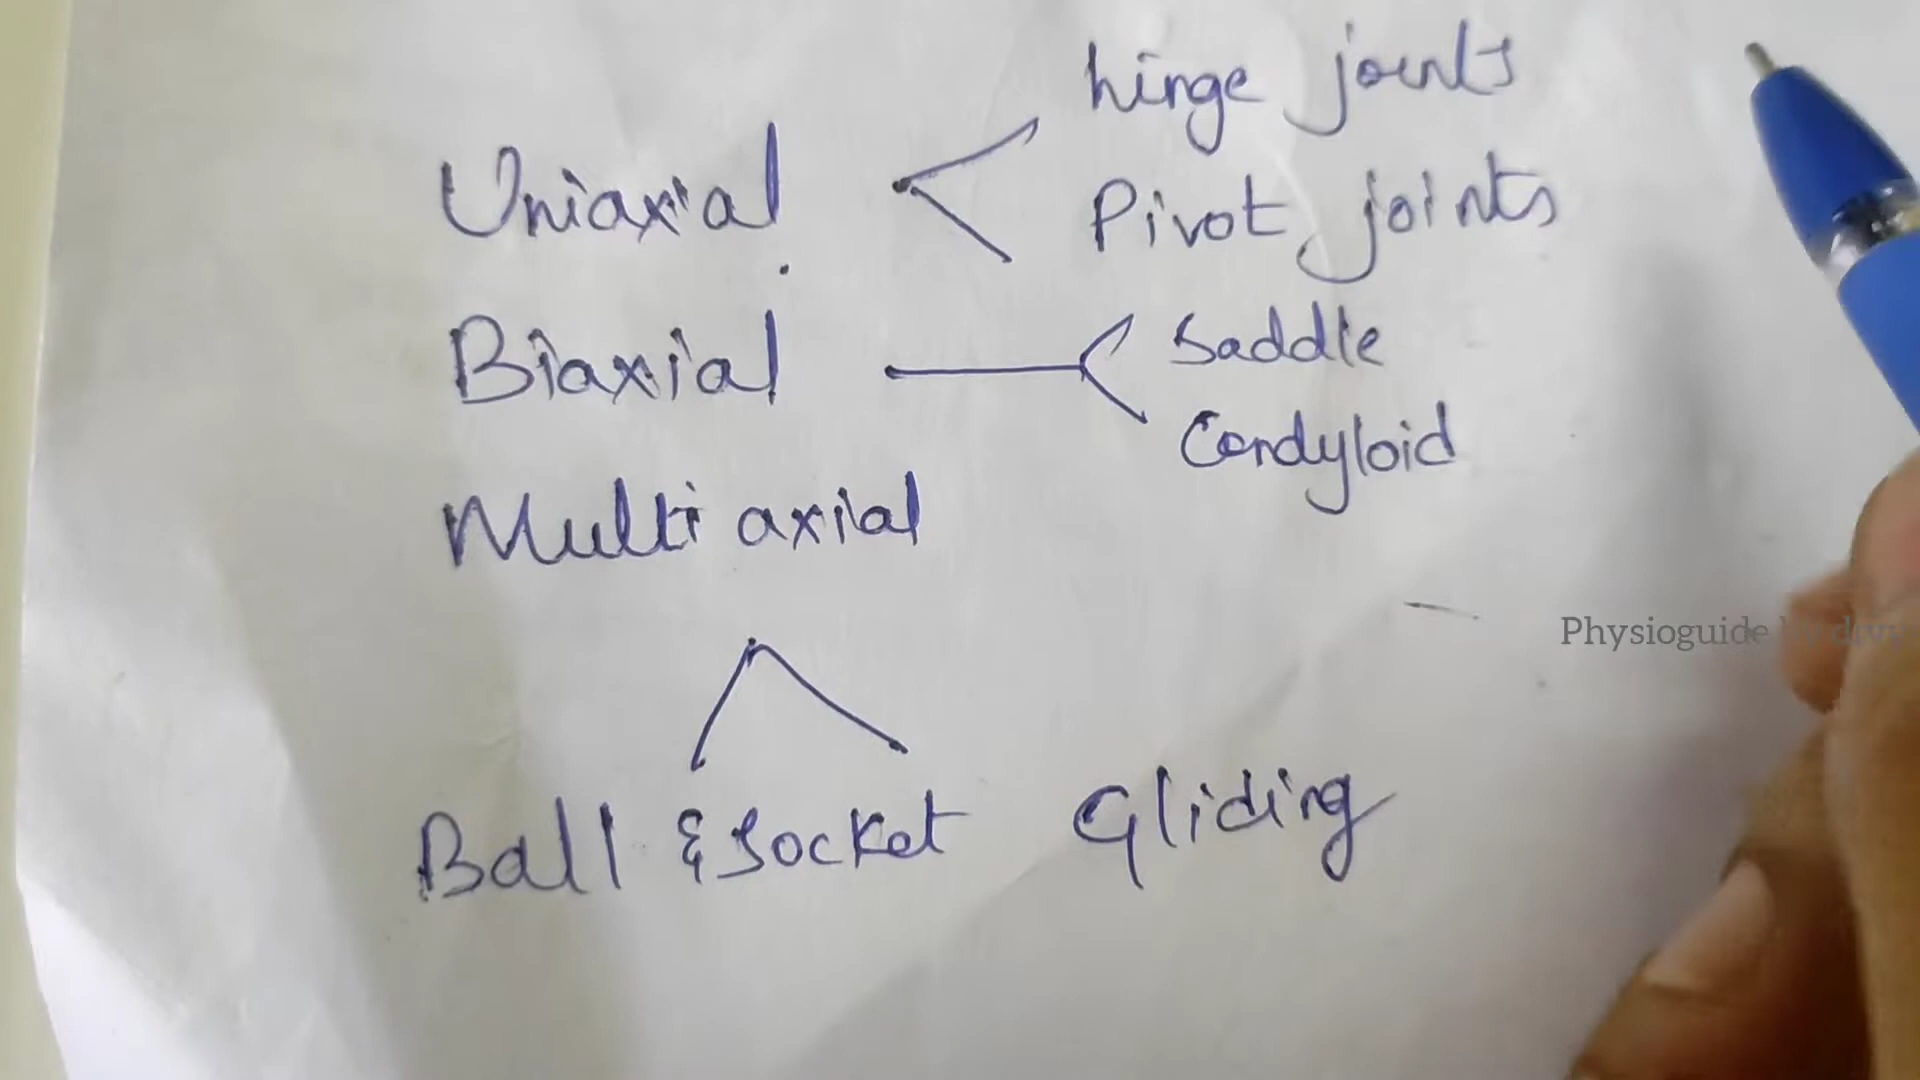 hinge joints
Uniaxial
Pivot joints
Biaxial
Saddle
Condyloid
Multi axial
Physioguide
Ball & Socket Gliding